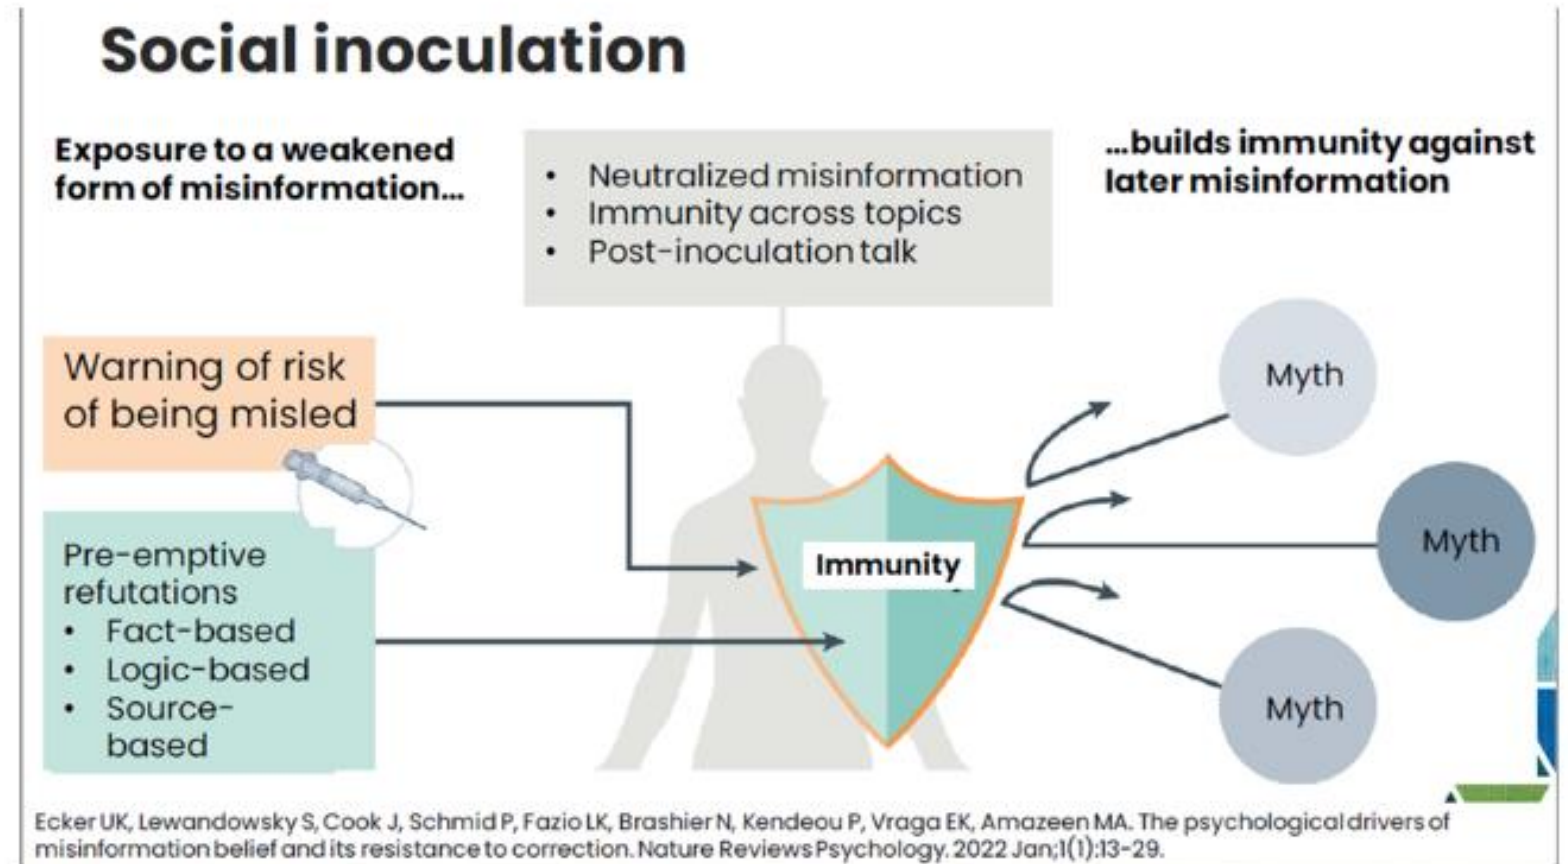 Social inoculation
Exposure to a weakened
form of misinformation...
• Neutralized misinformation
• Immunity across topics
• Post-inoculation talk
...builds immunity against
later misinformation
Warning of risk
of being misled
Pre-emptive
refutations
• Fact-based
• Logic-based
• Source-
based
Immunity
Myth
Myth
Myth
Ecker UK, Lewandowsky S, Cook J, Schmid P, Fazio LK, Brashier N, Kendeou P, Vraga EK, Amazeen MA. The psychological drivers of
misinformation belief and its resistance to correction. Nature Reviews Psychology. 2022 Jan;1(1):13-29.